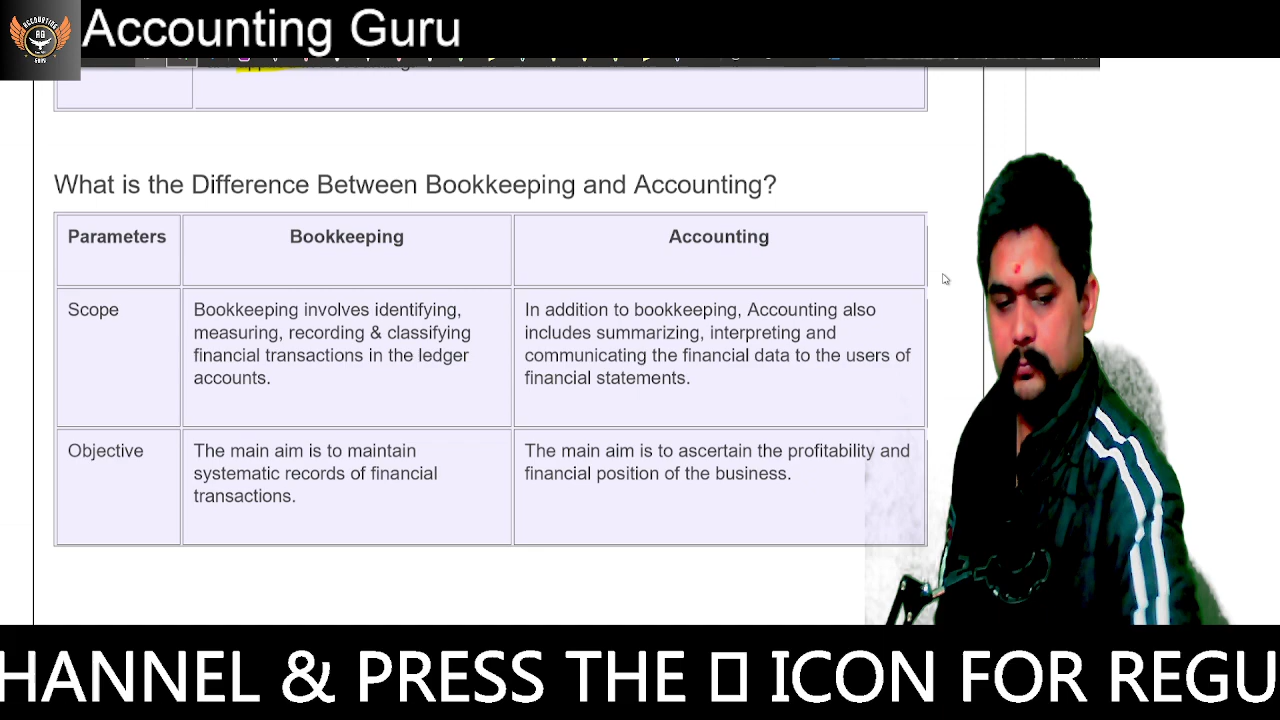 Accounting Guru
What is the Difference Between Bookkeeping and Accounting?
Parameters
Bookkeeping
Accounting
Scope
Bookkeeping involves identifying,
measuring, recording & classifying
financial transactions in the ledger
accounts.
In addition to bookkeeping, Accounting also
includes summarizing, interpreting and
communicating the financial data to the users of
financial statements.
Objective
The main aim is to maintain
systematic records of financial
transactions.
The main aim is to ascertain the profitability and
financial position of the business.
HANNEL & PRESS THE ICON FOR REGU